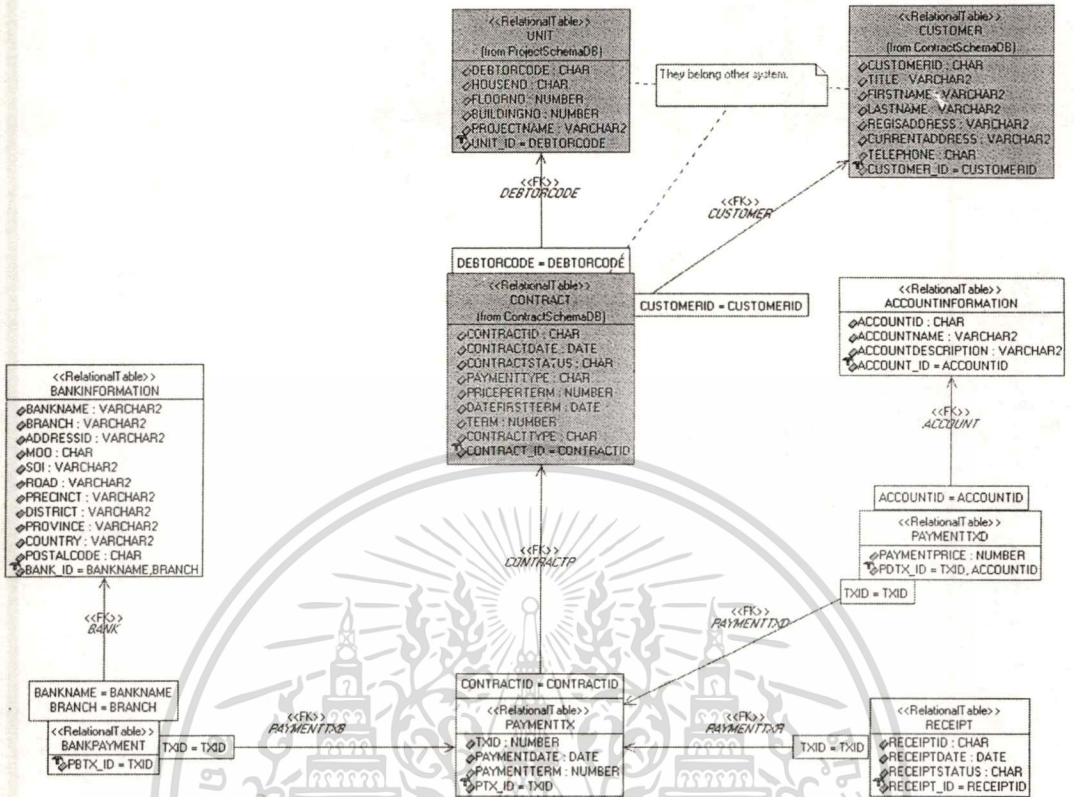 <<RelationalTable>>
UNIT
(from ProjectSchemaDB)
DEBTORCODE : CHAR
HOUSENO : CHAR
FLOORNO : NUMBER
BUILDINGNO : NUMBER
PROJECTNAME : VARCHAR2
UNIT_ID = DEBTORCODE
They belong other system.
<<RelationalTable>>
CUSTOMER
(from ContractSchemaDB)
CUSTOMERID : CHAR
TITLE : VARCHAR2
FIRSTNAME : VARCHAR2
LASTNAME : VARCHAR2
REGISADDRESS : VARCHAR2
CURRENTADDRESS : VARCHAR2
TELEPHONE : CHAR
CUSTOMER_ID = CUSTOMERID
<<FK>>
DEBTORCODE
<<FK>>
CUSTOMER
DEBTORCODE = DEBTORCODE
<<RelationalTable>>
CONTRACT
(from ContractSchemaDB)
CONTRACTID : CHAR
CONTRACTDATE : DATE
CONTRACTSTATUS : CHAR
PAYMENTTYPE : CHAR
PRICEPERTERM : NUMBER
DATEFIRSTTERM : DATE
TERM : NUMBER
CONTRACTTYPE : CHAR
CONTRACT_ID = CONTRACTID
CUSTOMERID = CUSTOMERID
<<RelationalTable>>
ACCOUNTINFORMATION
ACCOUNTID : CHAR
ACCOUNTNAME : VARCHAR2
ACCOUNTDESCRIPTION : VARCHAR2
ACCOUNT_ID = ACCOUNTID
<<RelationalTable>>
BANKINFORMATION
BANKNAME : VARCHAR2
BRANCH : VARCHAR2
ADDRESSID : VARCHAR2
MOO : CHAR
SOI : VARCHAR2
ROAD : VARCHAR2
PRECINCT : VARCHAR2
DISTRICT : VARCHAR2
PROVINCE : VARCHAR2
COUNTRY : VARCHAR2
POSTALCODE : CHAR
BANK_ID = BANKNAME,BRANCH
<<FK>>
ACCOUNT
ACCOUNTID = ACCOUNTID
<<RelationalTable>>
PAYMENTTXD
PAYMENTPRICE : NUMBER
PDTX_ID = TXID, ACCOUNTID
TXID = TXID
<<FK>>
CONTRACTP
<<FK>>
PAYMENTTXD
<<FK>>
BANK
BANKNAME = BANKNAME
BRANCH = BRANCH
<<RelationalTable>>
BANKPAYMENT
PBTX_ID = TXID
TXID = TXID
<<FK>>
PAYMENTTXB
CONTRACTID = CONTRACTID
<<RelationalTable>>
PAYMENTTX
TXID : NUMBER
PAYMENTDATE : DATE
PAYMENTTERM : NUMBER
PTX_ID = TXID
<<FK>>
PAYMENTTXR
TXID = TXID
<<RelationalTable>>
RECEIPT
RECEIPTID : CHAR
RECEIPTDATE : DATE
RECEIPTSTATUS : CHAR
RECEIPT_ID = RECEIPTID